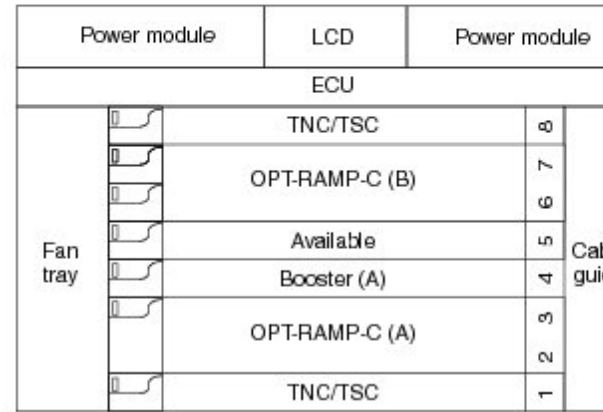 Power module LCD Power module
ECU
TNC/TSC 8
OPT-RAMP-C (B) 7
6
Available 5
Fan tray
Booster (A) 4
OPT-RAMP-C (A) 3
2
TNC/TSC 1